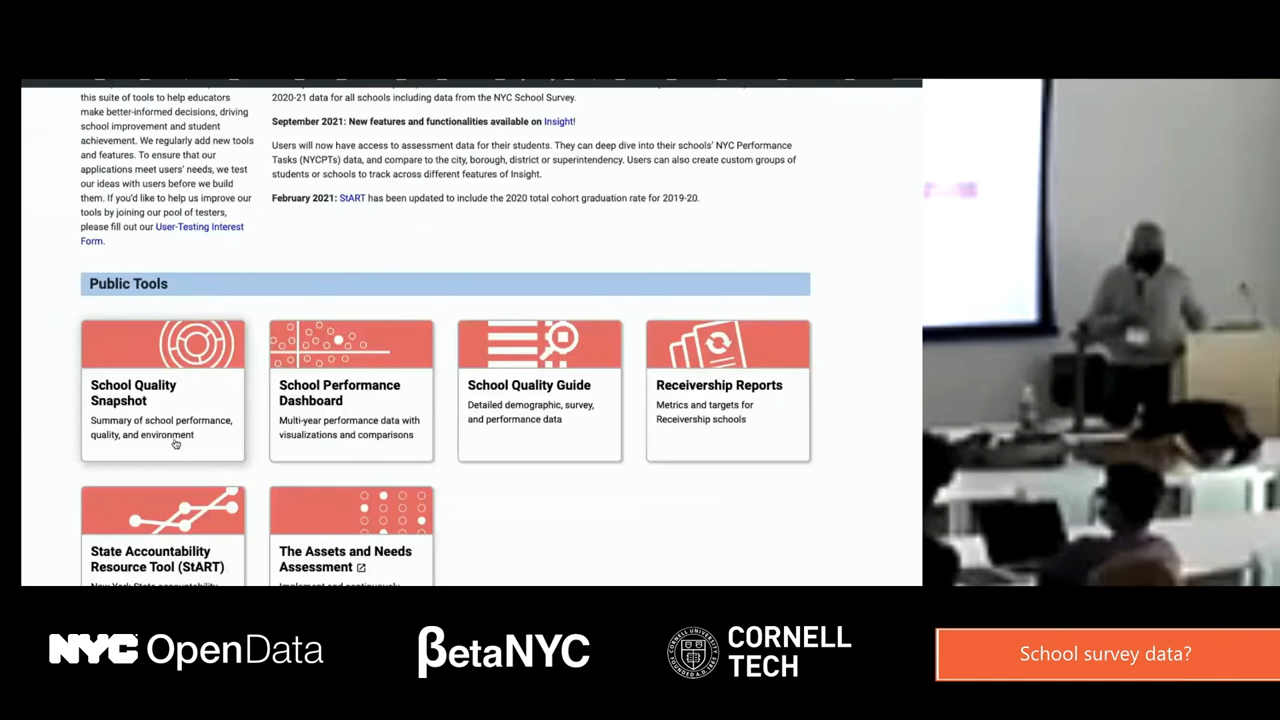 this suite of tools to help educators
make better-informed decisions, driving
school improvement and student
achievement. We regularly add new tools
and features. To ensure that our
applications meet users' needs, we test
our ideas with users before we build
them. If you'd like to help us improve our
tools by joining our pool of testers,
please fill out our User-Testing Interest
Form.
2020-21 data for all schools including data from the NYC School Survey.
September 2021: New features and functionalities available on Insight!
Users will now have access to assessment data for their students. They can deep dive into their schools' NYC Performance
Tasks (NYCPTs) data, and compare to the city, borough, district or superintendency. Users can also create custom groups of
students or schools to track across different features of Insight.
February 2021: StART has been updated to include the 2020 total cohort graduation rate for 2019-20.
Public Tools
School Quality
Snapshot
Summary of school performance,
quality, and environment
School Performance
Dashboard
Multi-year performance data with
visualizations and comparisons
School Quality Guide
Detailed demographic, survey,
and performance data
Receivership Reports
Metrics and targets for
Receivership schools
State Accountability
Resource Tool (StART)
New York State accountability
The Assets and Needs
Assessment
Implement and continuously
NYC OpenData
βetaNYC
CORNELL
TECH
School survey data?